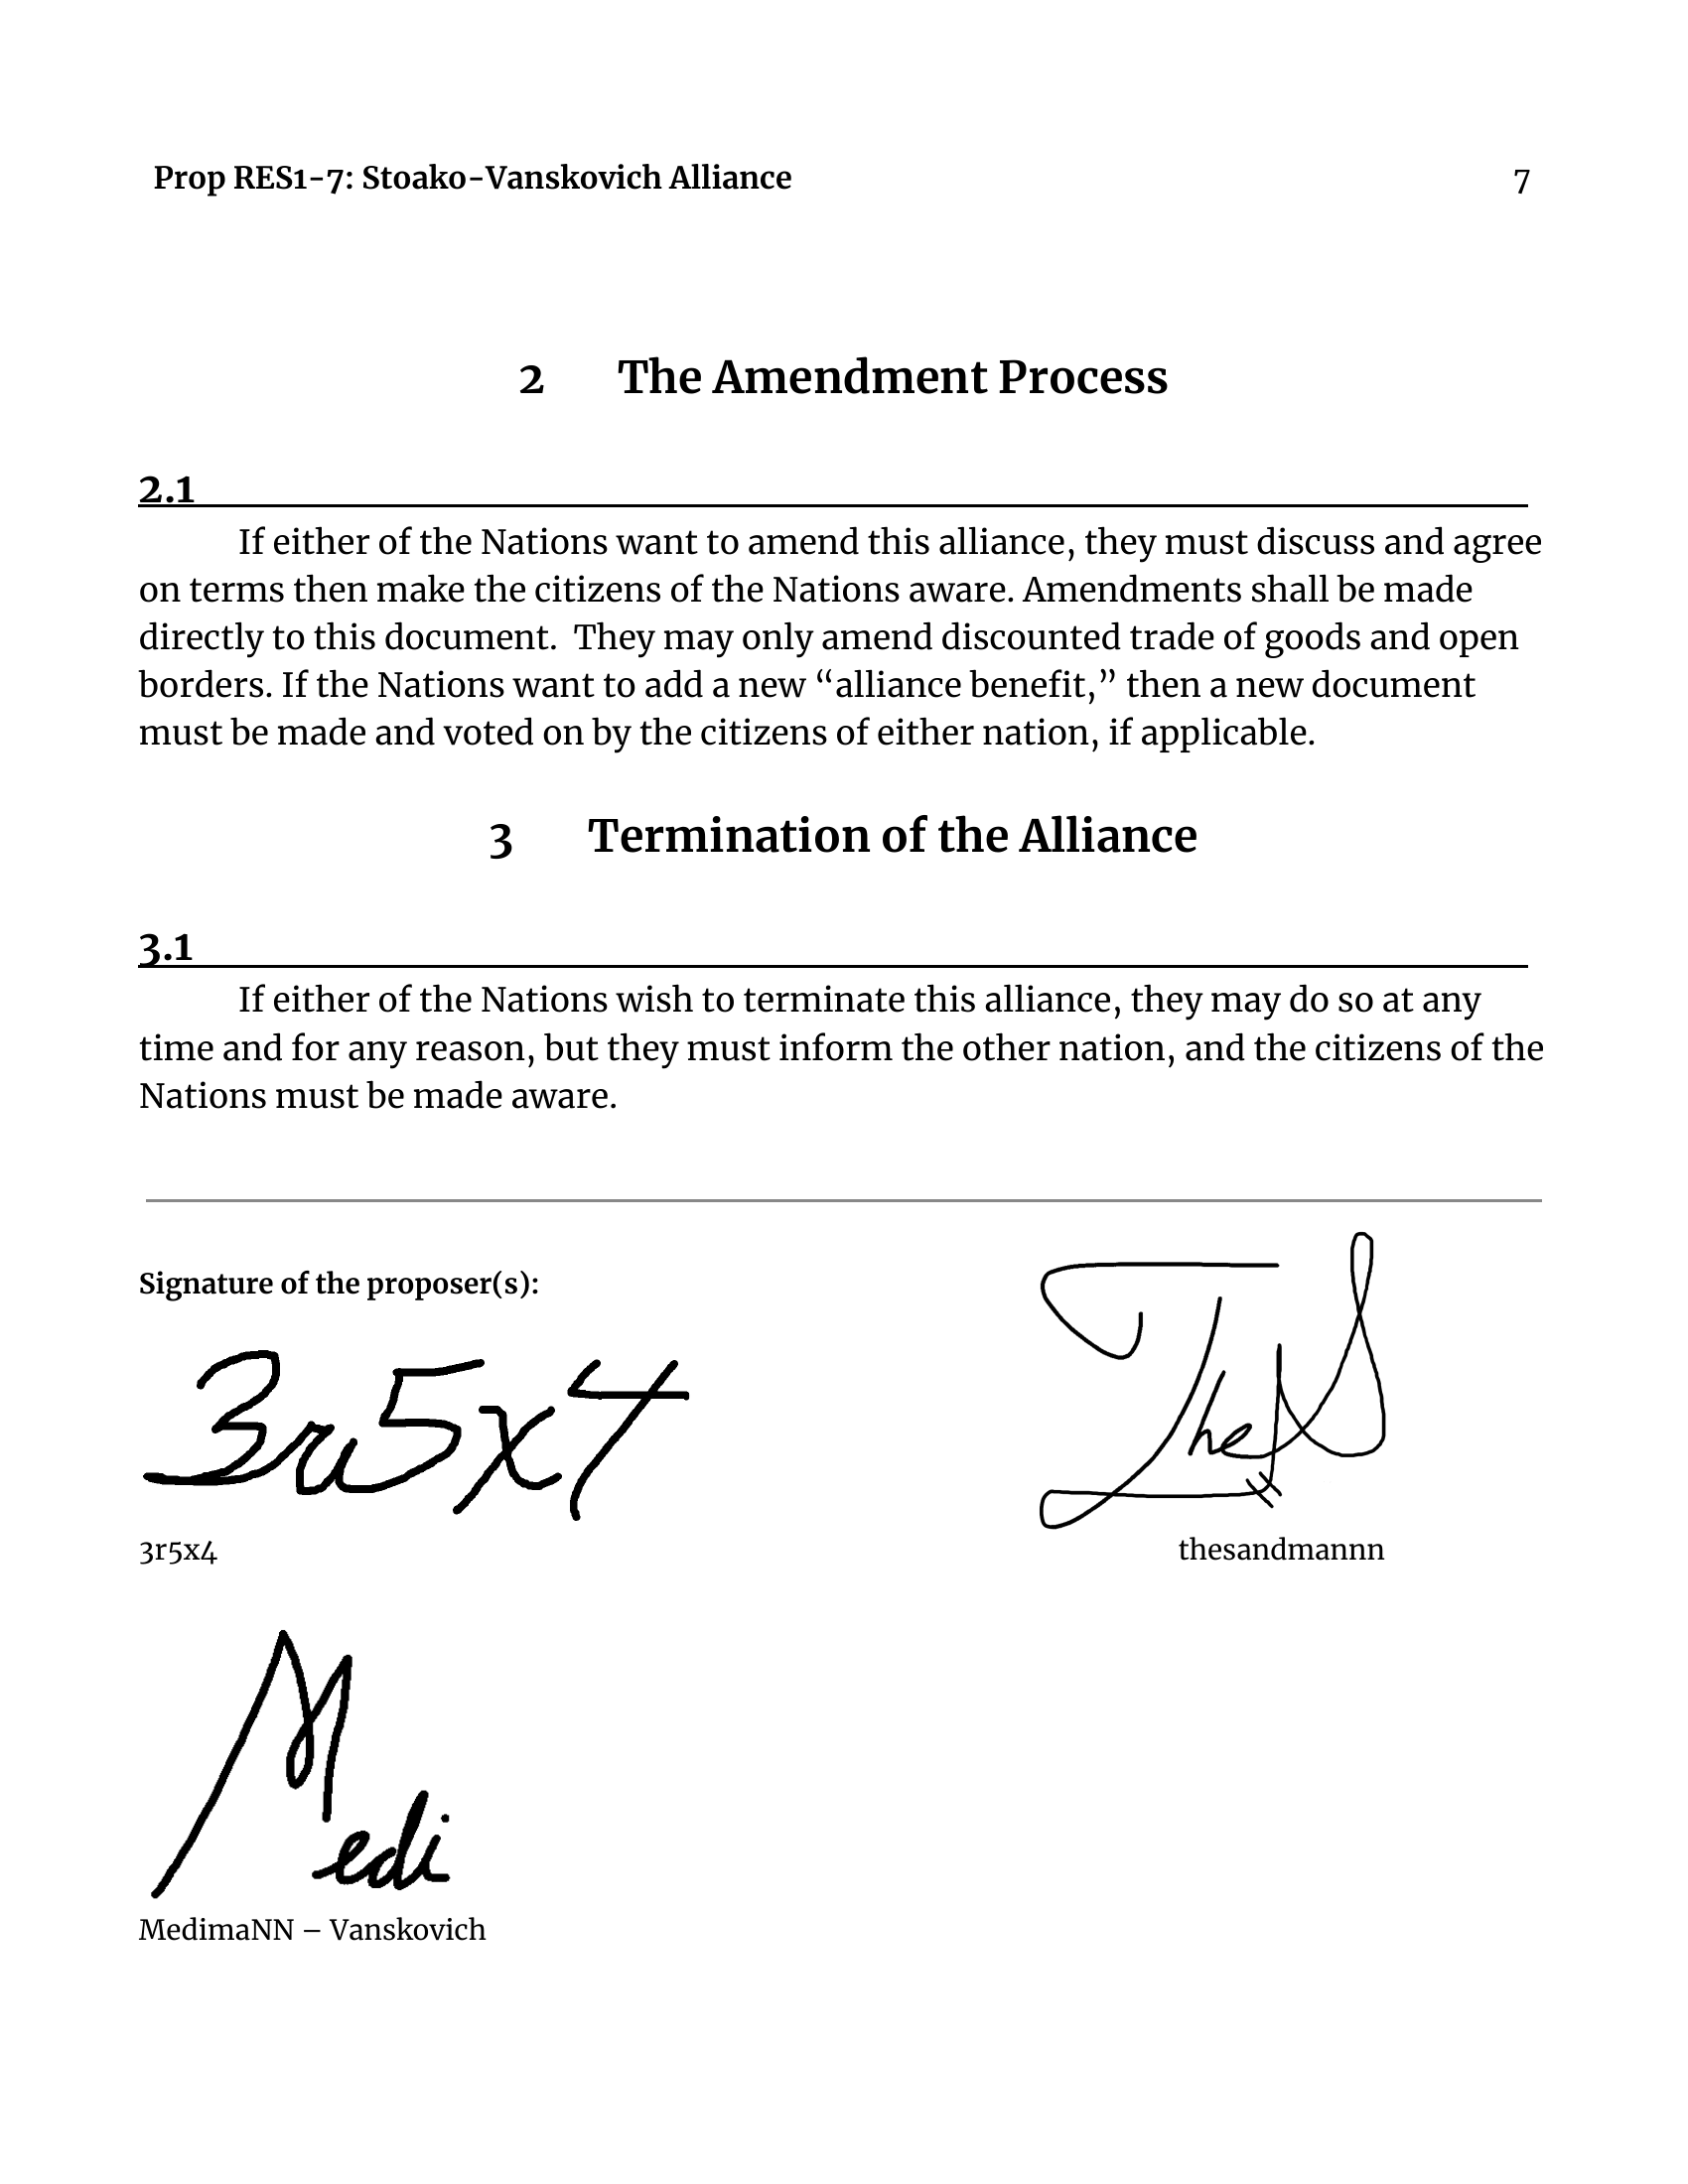 Prop RES1-7: Stoako-Vanskovich Alliance 7
2 The Amendment Process
2.1
If either of the Nations want to amend this alliance, they must discuss and agree
on terms then make the citizens of the Nations aware. Amendments shall be made
directly to this document.  They may only amend discounted trade of goods and open
borders. If the Nations want to add a new “alliance benefit,” then a new document
must be made and voted on by the citizens of either nation, if applicable.
3 Termination of the Alliance
3.1
If either of the Nations wish to terminate this alliance, they may do so at any
time and for any reason, but they must inform the other nation, and the citizens of the
Nations must be made aware.
Signature of the proposer(s):
3r5x4 TheS
3r5x4 thesandmannn
Medi
MedimaNN – Vanskovich